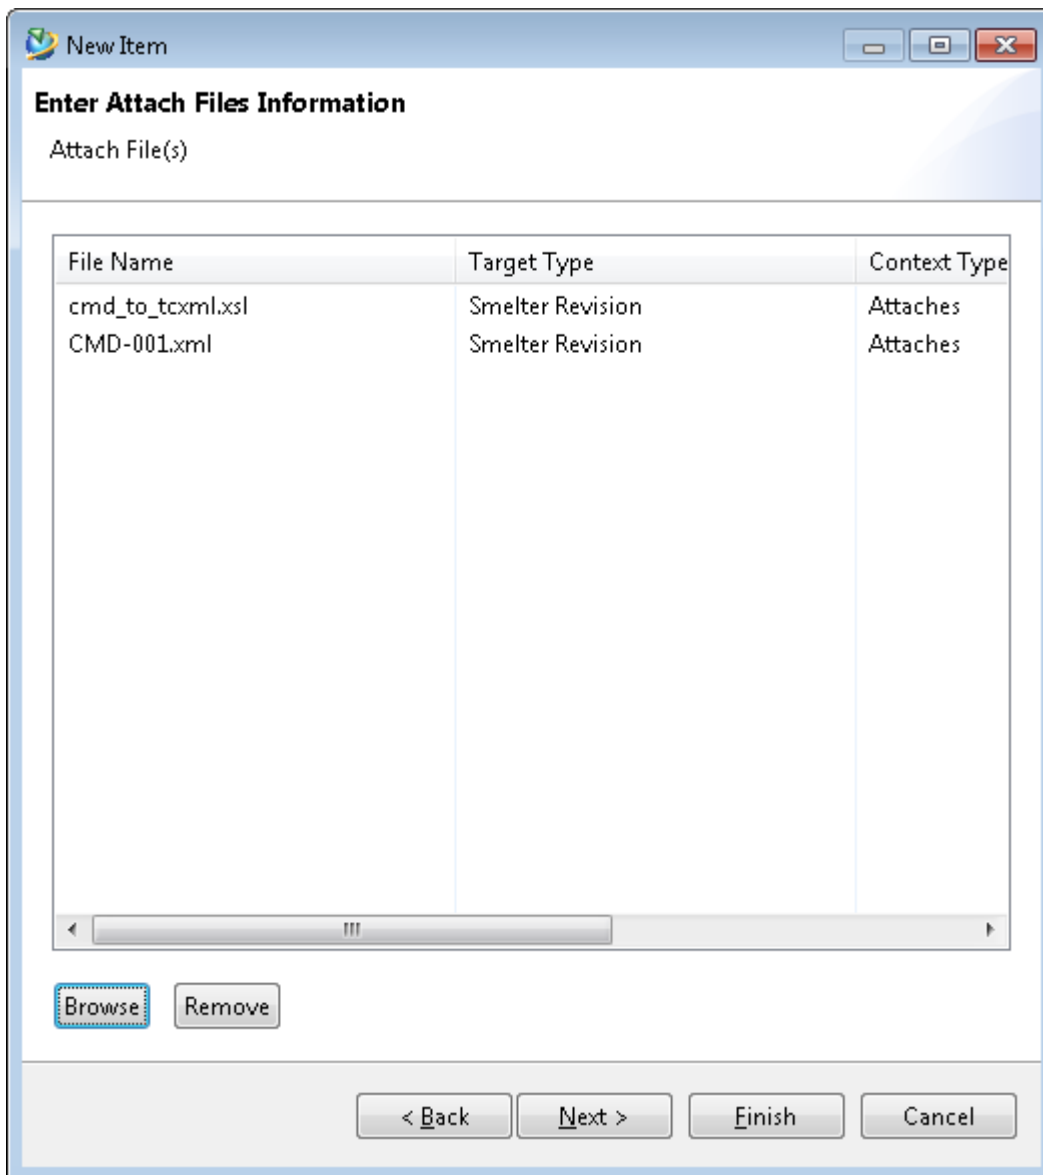 New Item
Enter Attach Files Information
Attach File(s)
File Name Target Type Context Type
cmd_to_tcxml.xsl Smelter Revision Attaches
CMD-001.xml Smelter Revision Attaches
Browse Remove
< Back Next > Finish Cancel